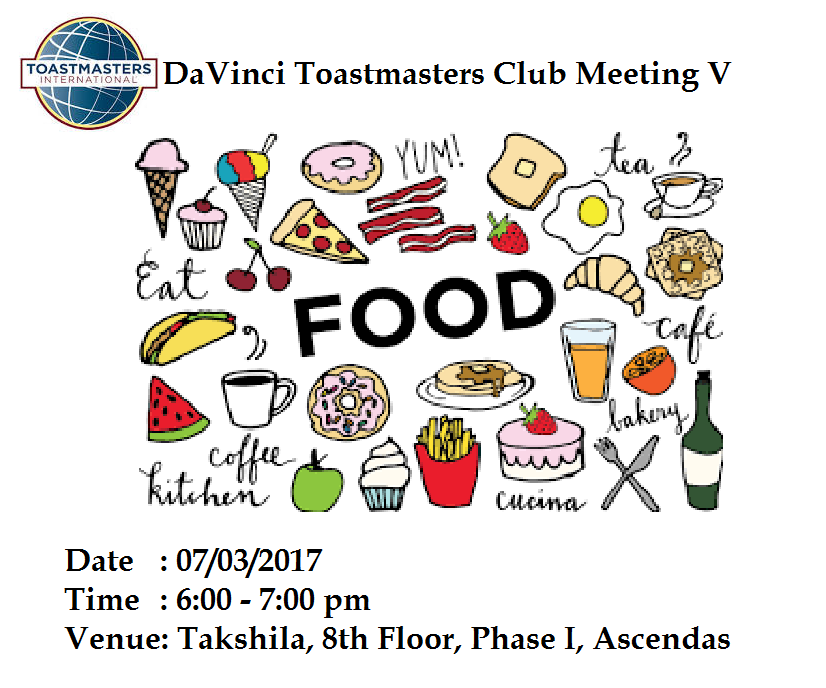 TOASTMASTERS
INTERNATIONAL
DaVinci Toastmasters Club Meeting V
YUM!
tea
Eat
FOOD
café
bakery
coffee
kitchen
cucina
Date : 07/03/2017
Time : 6:00 - 7:00 pm
Venue: Takshila, 8th Floor, Phase I, Ascendas